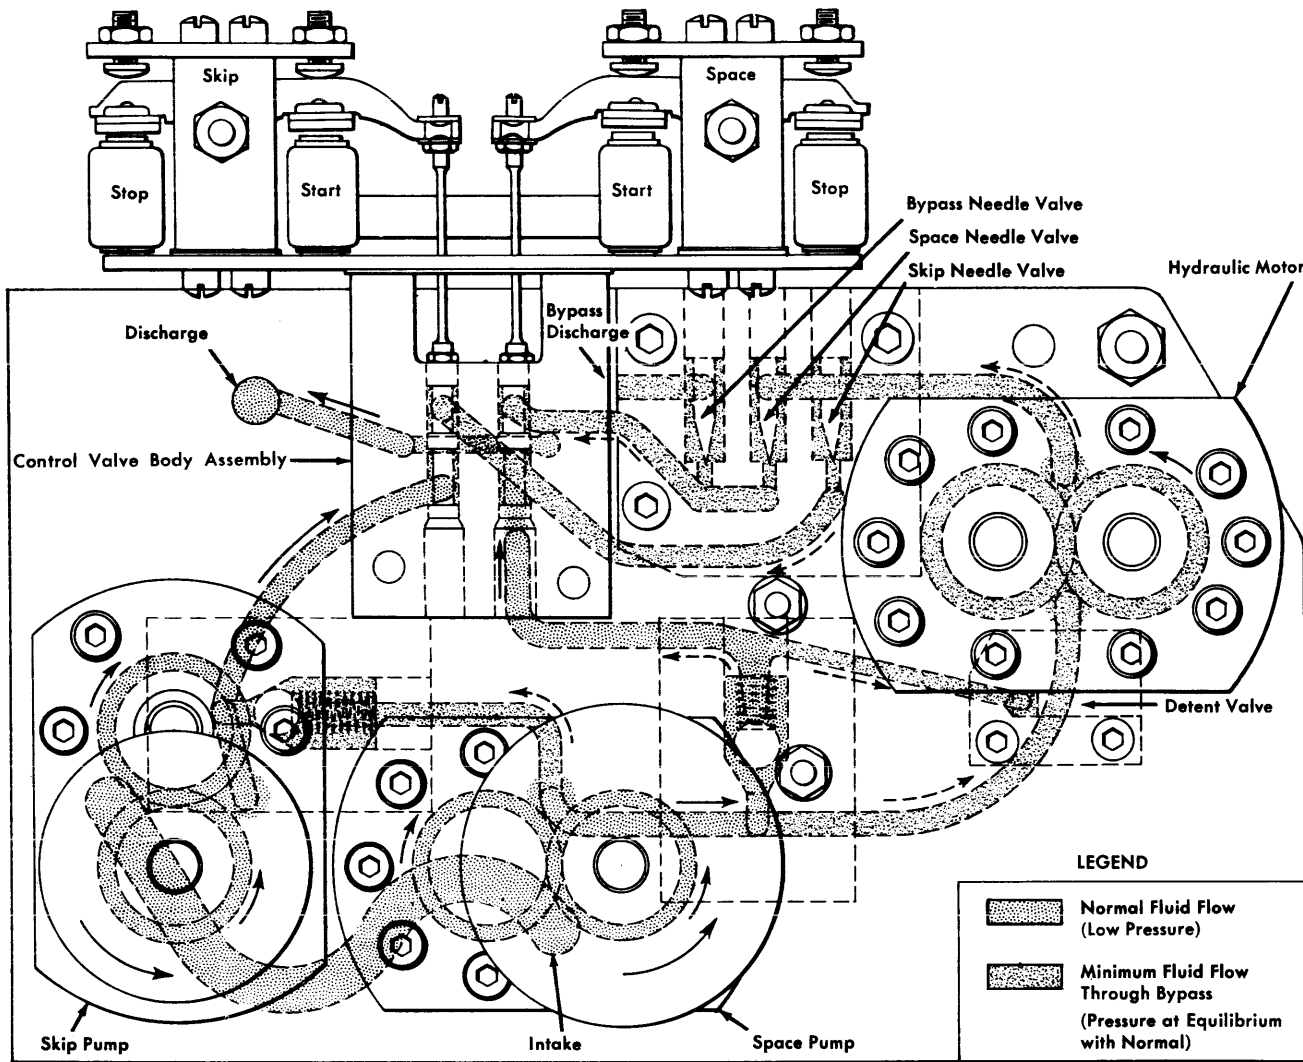 Skip
Space
Stop
Start
Start
Stop
Bypass Needle Valve
Space Needle Valve
Skip Needle Valve
Hydraulic Motor
Discharge
Bypass
Discharge
Control Valve Body Assembly
Detent Valve
LEGEND
Normal Fluid Flow
(Low Pressure)
Minimum Fluid Flow
Through Bypass
(Pressure at Equilibrium
with Normal)
Skip Pump
Intake
Space Pump